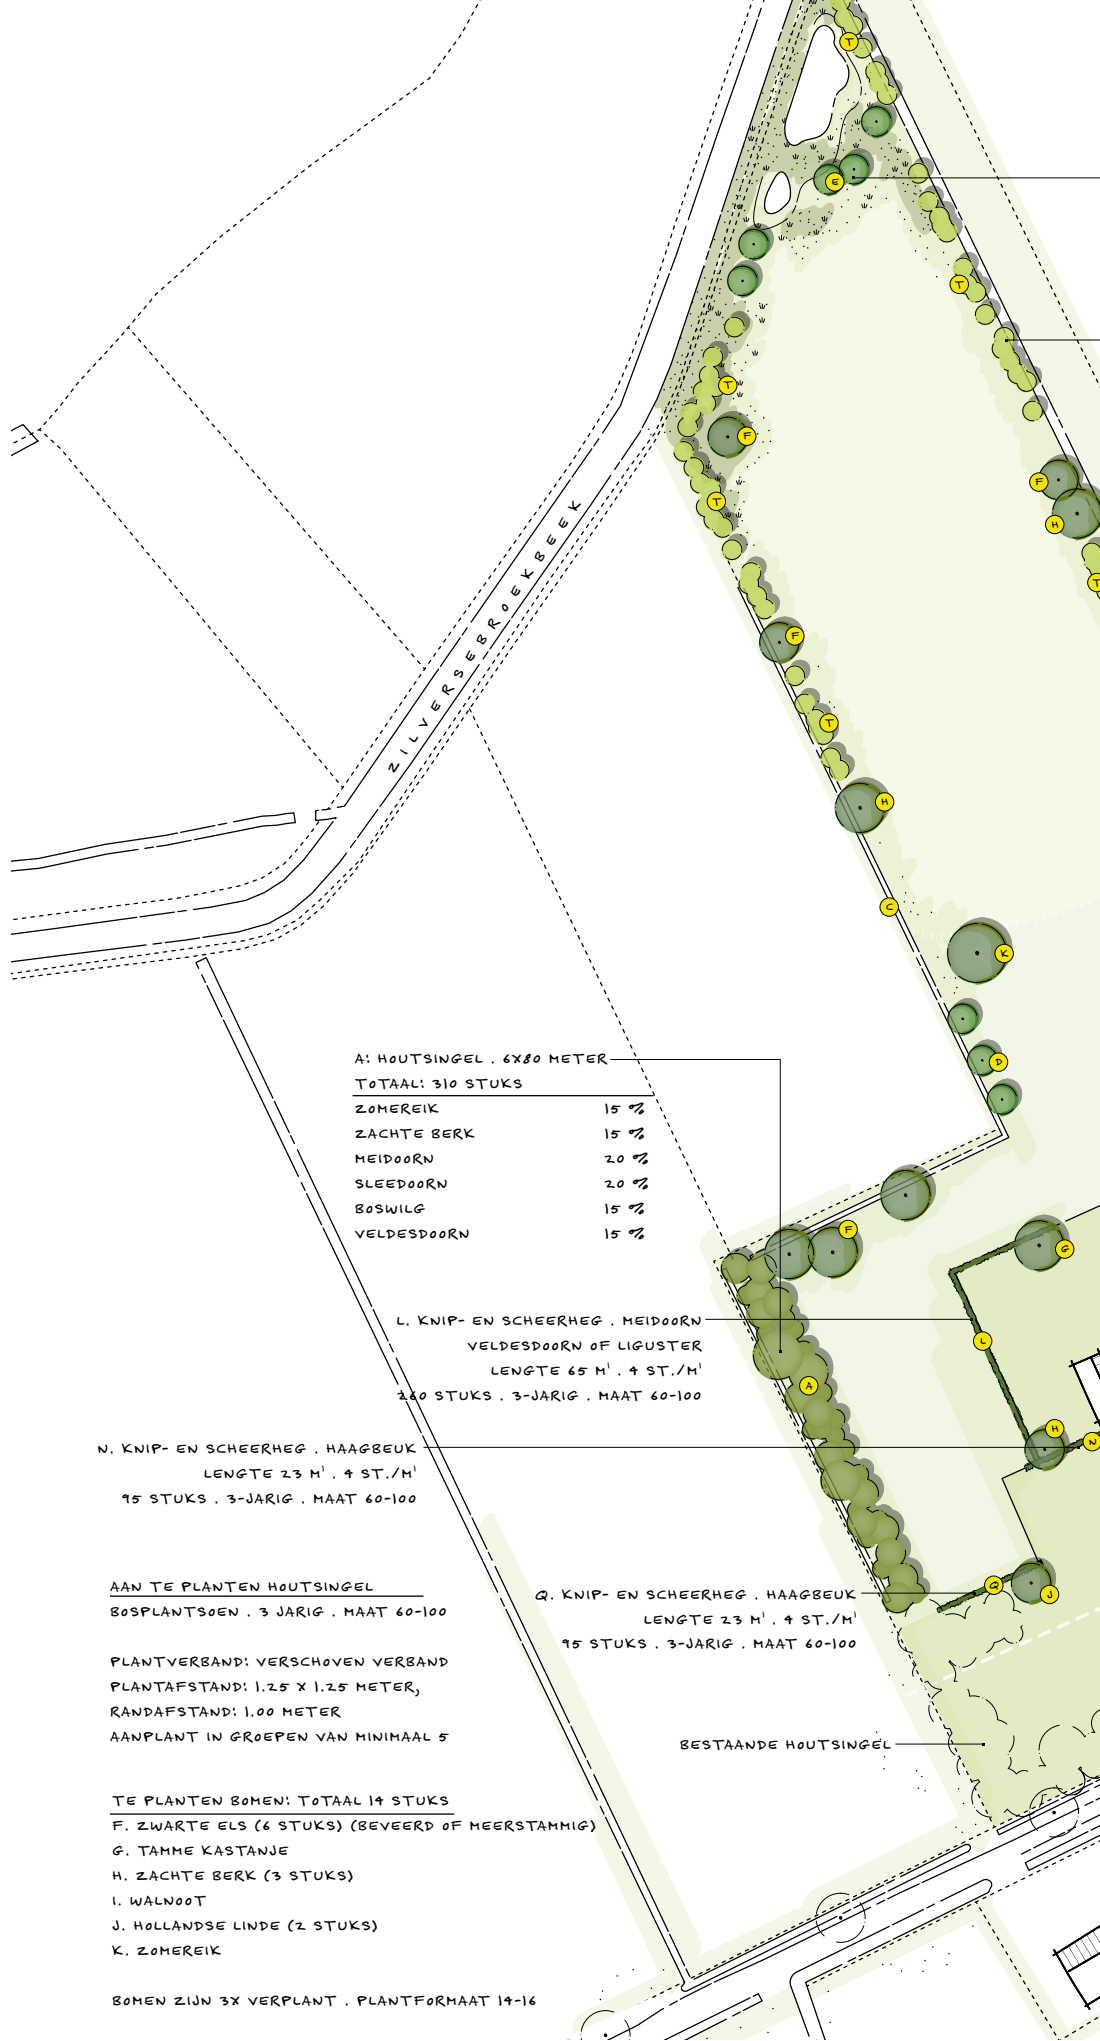 T
E
T
T
F
F
H
T
T
ZILVERSEBROEKBEEK
F
T
H
C
K
D
A: HOUTSINGEL . 6X80 METER
TOTAAL: 310 STUKS
ZOMEREIK 15 %
ZACHTE BERK 15 %
MEIDOORN 20 %
SLEEDOORN 20 %
BOSWILG 15 %
VELDESDOORN 15 %
F
G
L. KNIP- EN SCHEERHEG . MEIDOORN
VELDESDOORN OF LIGUSTER
LENGTE 65 M' . 4 ST./M'
260 STUKS . 3-JARIG . MAAT 60-100
L
A
H
N
N. KNIP- EN SCHEERHEG . HAAGBEUK
LENGTE 23 M' . 4 ST./M'
95 STUKS . 3-JARIG . MAAT 60-100
AAN TE PLANTEN HOUTSINGEL
BOSPLANTSOEN . 3 JARIG . MAAT 60-100
PLANTVERBAND: VERSCHOVEN VERBAND
PLANTAFSTAND: 1.25 X 1.25 METER,
RANDAFSTAND: 1.00 METER
AANPLANT IN GROEPEN VAN MINIMAAL 5
Q. KNIP- EN SCHEERHEG . HAAGBEUK
LENGTE 23 M' . 4 ST./M'
95 STUKS . 3-JARIG . MAAT 60-100
Q
J
BESTAANDE HOUTSINGEL
TE PLANTEN BOMEN: TOTAAL 14 STUKS
F. ZWARTE ELS (6 STUKS) (BEVEERD OF MEERSTAMMIG)
G. TAMME KASTANJE
H. ZACHTE BERK (3 STUKS)
I. WALNOOT
J. HOLLANDSE LINDE (2 STUKS)
K. ZOMEREIK
BOMEN ZIJN 3X VERPLANT . PLANTFORMAAT 14-16